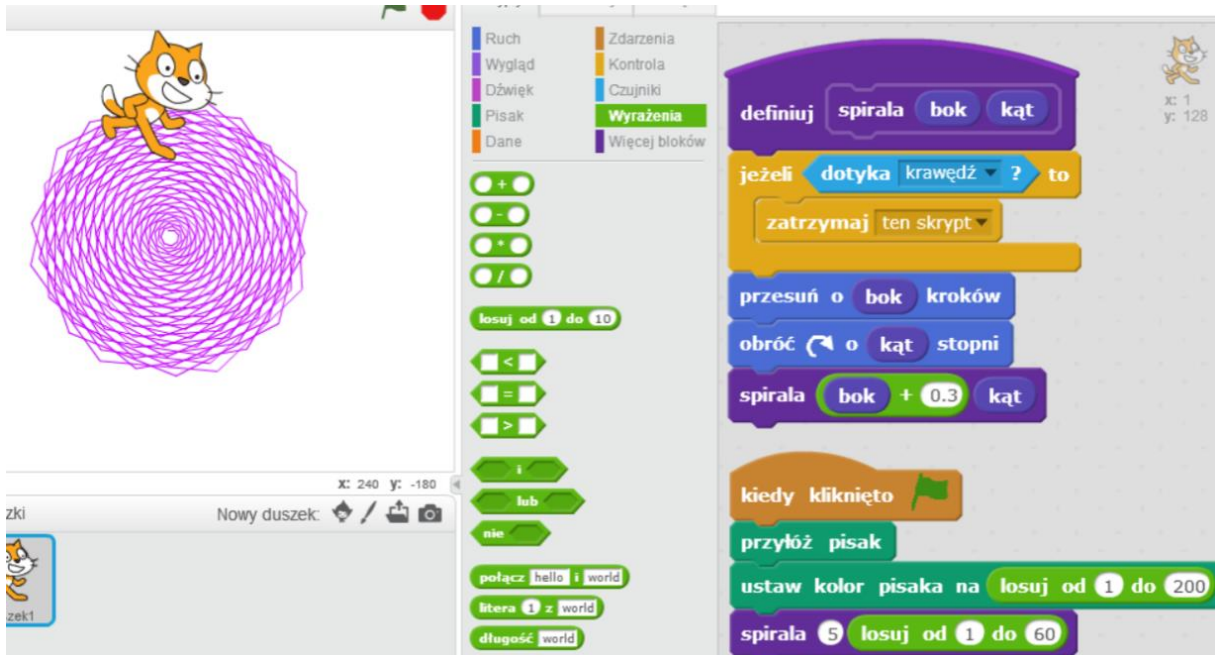 Ruch Zdarzenia
Wygląd Kontrola
Dźwięk Czujniki
Pisak Wyrażenia
Dane Więcej bloków
+
-
*
/
losuj od 1 do 10
<
=
>
i
lub
nie
połącz hello i world
litera 1 z world
długość world
x: 240 y: -180
zki
Nowy duszek:
szek1
x: 1
y: 128
definiuj spirala bok kąt
jeżeli dotyka krawędź ? to
zatrzymaj ten skrypt
przesuń o bok kroków
obróć o kąt stopni
spirala bok + 0.3 kąt
kiedy kliknięto
przyłóż pisak
ustaw kolor pisaka na losuj od 1 do 200
spirala 5 losuj od 1 do 60